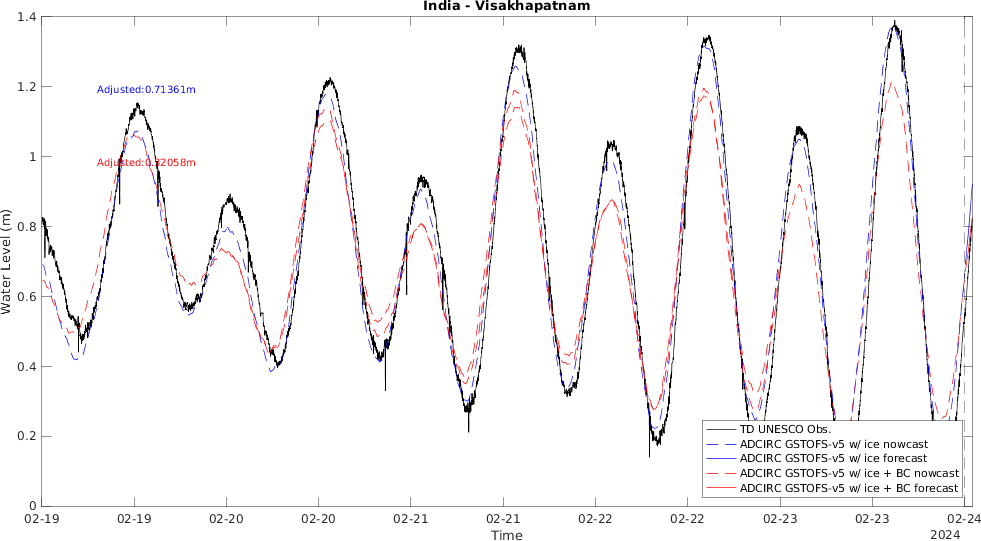 India - Visakhapatnam
1.4
1.2
1
0.8
0.6
0.4
0.2
0
Water Level (m)
Adjusted:0.71361m
Adjusted:0.32058m
TD UNESCO Obs.
ADCIRC GSTOFS-v5 w/ ice nowcast
ADCIRC GSTOFS-v5 w/ ice forecast
ADCIRC GSTOFS-v5 w/ ice + BC nowcast
ADCIRC GSTOFS-v5 w/ ice + BC forecast
02-19 02-19 02-20 02-20 02-21 02-21 02-22 02-22 02-23 02-23 02-24
Time
2024